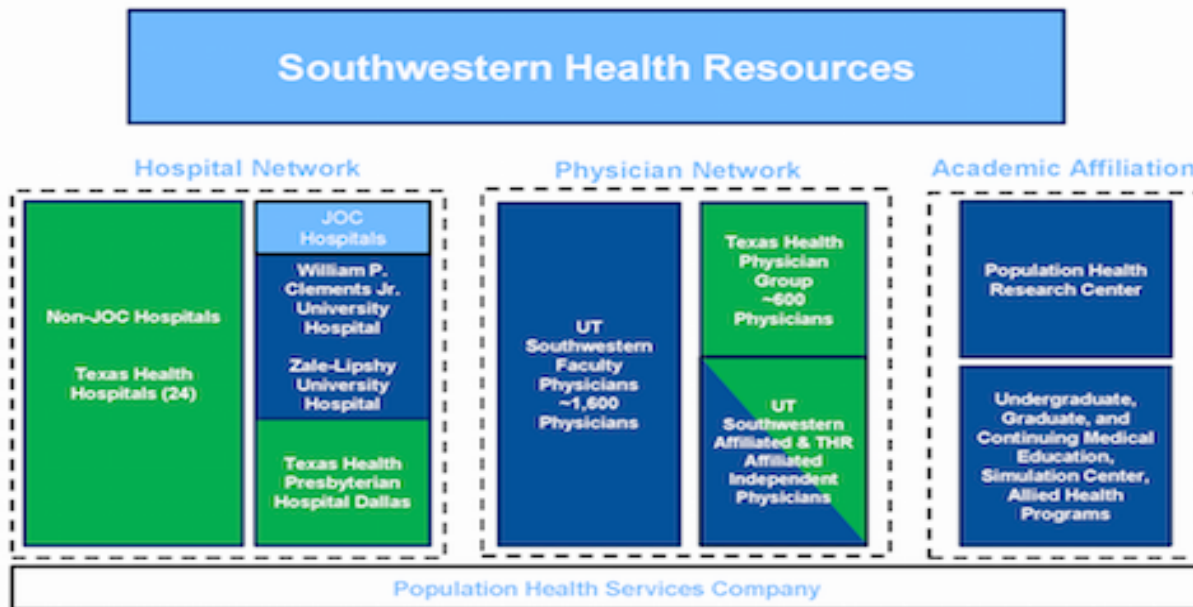 Southwestern Health Resources
Hospital Network
Non-JOC Hospitals
Texas Health
Hospitals (24)
JOC
Hospitals
William P.
Clements Jr.
University
Hospital
Zale-Lipshy
University
Hospital
Texas Health
Presbyterian
Hospital Dallas
Physician Network
UT
Southwestern
Faculty
Physicians
~1,600
Physicians
Texas Health
Physician
Group
~600
Physicians
UT
Southwestern
Affiliated & THR
Affiliated
Independent
Physicians
Academic Affiliation
Population Health
Research Center
Undergraduate,
Graduate, and
Continuing Medical
Education,
Simulation Center,
Allied Health
Programs
Population Health Services Company